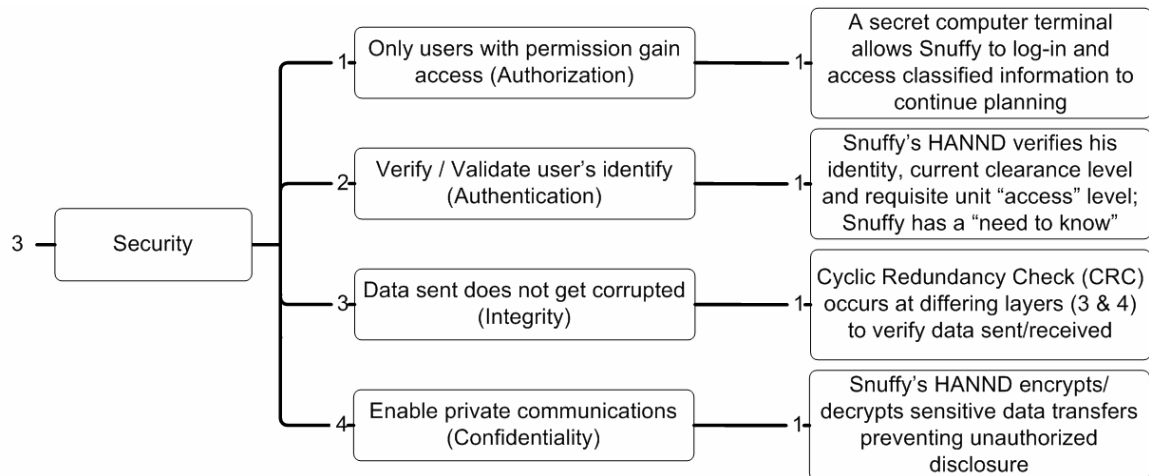 3
Security
1
Only users with permission gain
access (Authorization)
1
A secret computer terminal
allows Snuffy to log-in and
access classified information to
continue planning
2
Verify / Validate user’s identify
(Authentication)
1
Snuffy’s HANND verifies his
identity, current clearance level
and requisite unit “access” level;
Snuffy has a “need to know”
3
Data sent does not get corrupted
(Integrity)
1
Cyclic Redundancy Check (CRC)
occurs at differing layers (3 & 4)
to verify data sent/received
4
Enable private communications
(Confidentiality)
1
Snuffy’s HANND encrypts/
decrypts sensitive data transfers
preventing unauthorized
disclosure